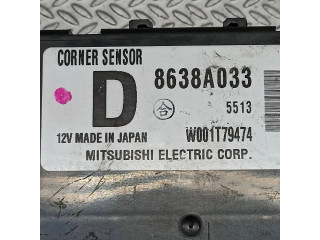 CORNER SENSOR
D
8638A033
合
5513
12V MADE IN JAPAN
W001T79474
MITSUBISHI ELECTRIC CORP.